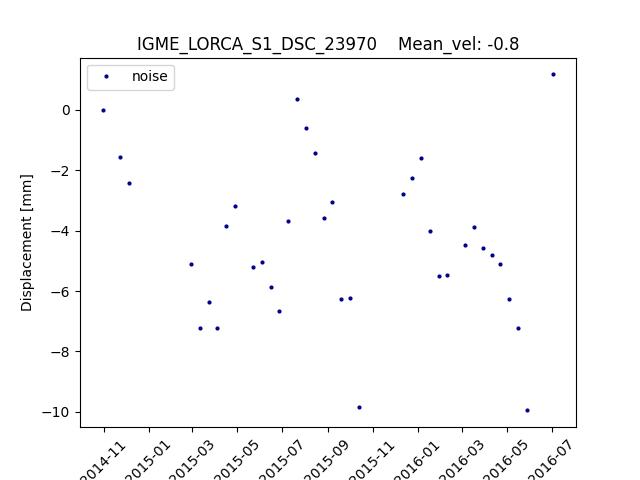 IGME_LORCA_S1_DSC_23970    Mean_vel: -0.8
noise
Displacement [mm]
0
−2
−4
−6
−8
−10
2014-11 2015-01 2015-03 2015-05 2015-07 2015-09 2015-11 2016-01 2016-03 2016-05 2016-07